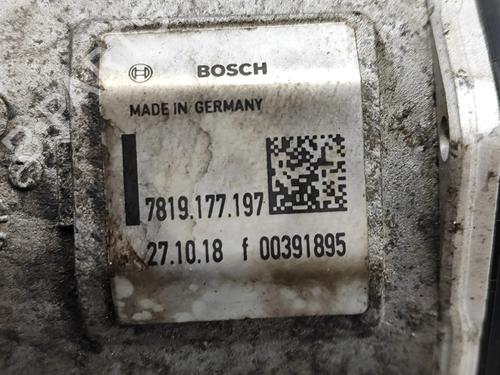 BOSCH
MADE IN GERMANY
7819.177.197
27.10.18 f 00391895